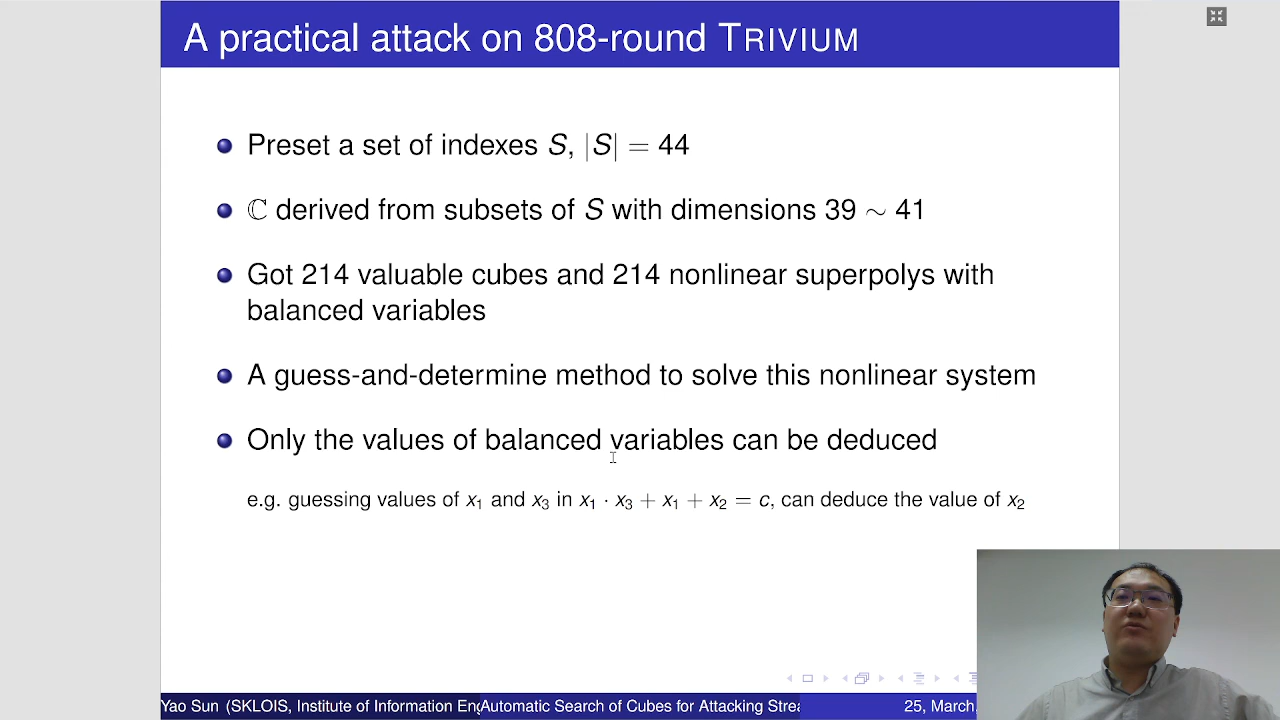 A practical attack on 808-round TRIVIUM
Preset a set of indexes S, |S| = 44
ℂ derived from subsets of S with dimensions 39 ∼ 41
Got 214 valuable cubes and 214 nonlinear superpolys with
balanced variables
A guess-and-determine method to solve this nonlinear system
Only the values of balanced variables can be deduced
e.g. guessing values of x₁ and x₃ in x₁ · x₃ + x₁ + x₂ = c, can deduce the value of x₂
Yao Sun (SKLOIS, Institute of Information Eng
Automatic Search of Cubes for Attacking Strea
25, March,